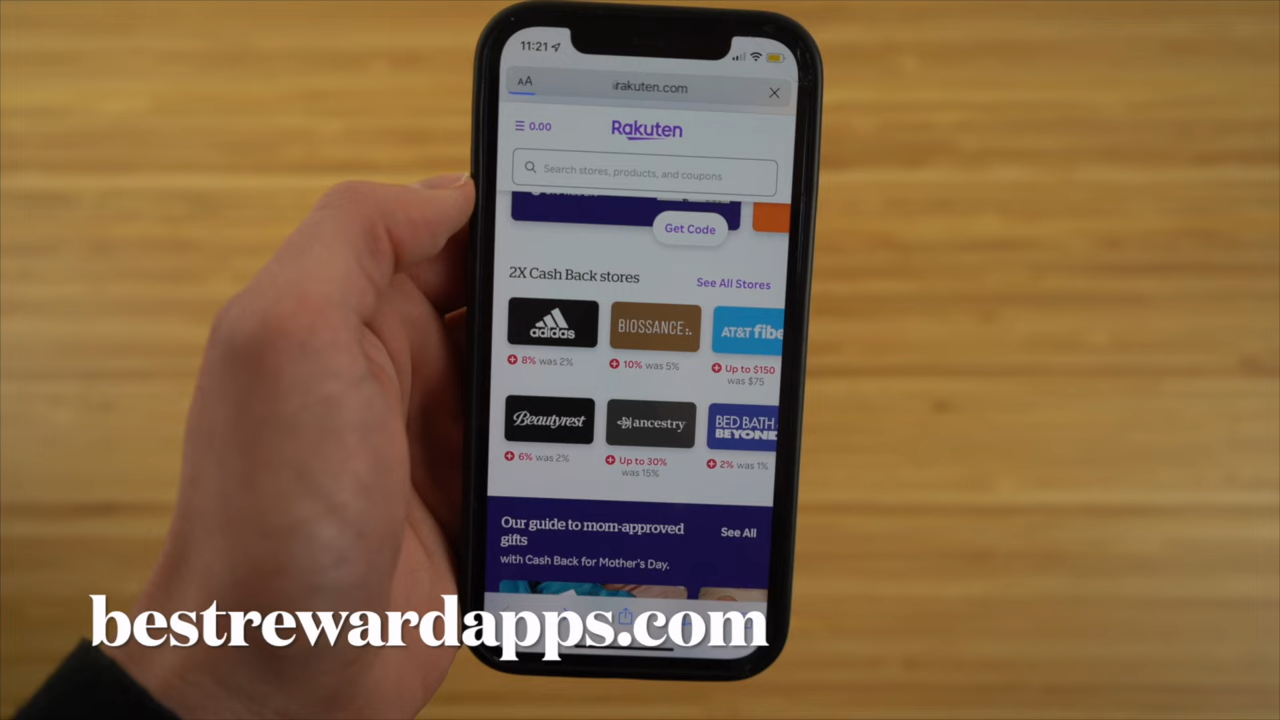 11:21
AA
rakuten.com
0.00
Rakuten
Search stores, products, and coupons
Get Code
2X Cash Back stores
See All Stores
adidas
BIOSSANCE
AT&T fibe
8% was 2%
10% was 5%
Up to $150
was $75
Beautyrest
ancestry
BED BATH
BEYOND
6% was 2%
Up to 30%
was 15%
2% was 1%
Our guide to mom-approved
gifts
See All
with Cash Back for Mother's Day.
bestrewardapps.com